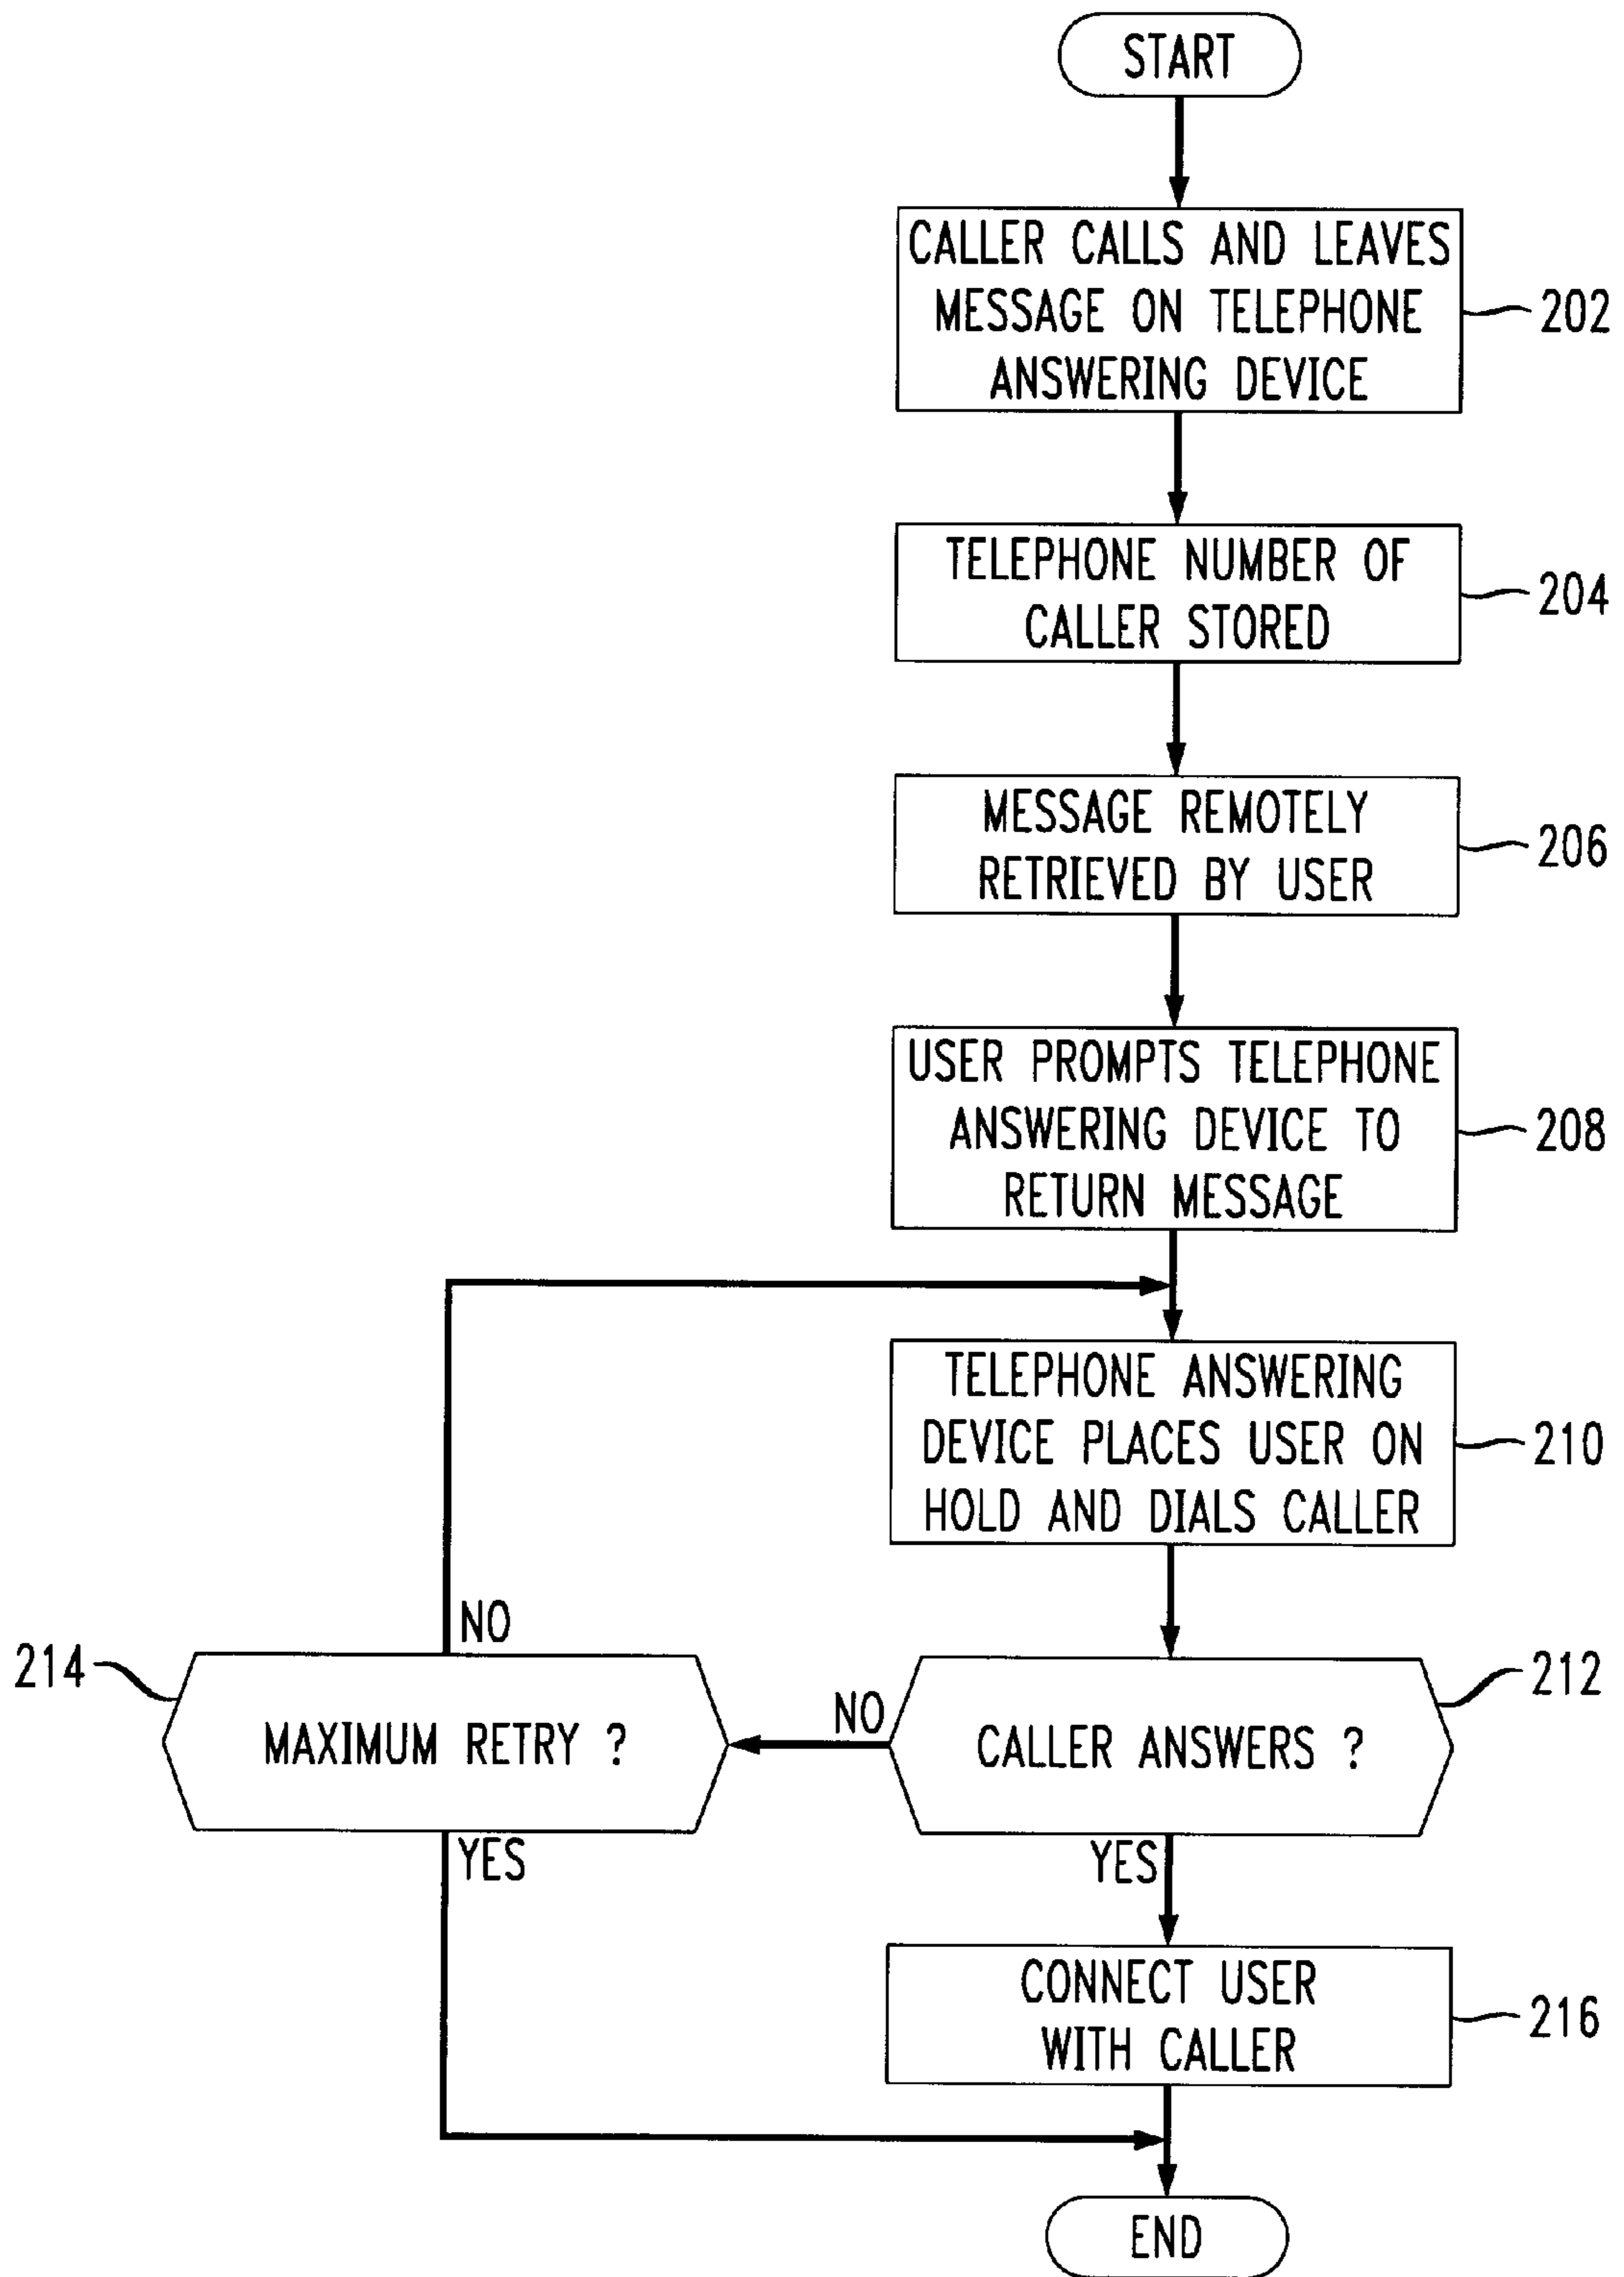 START
CALLER CALLS AND LEAVES
MESSAGE ON TELEPHONE
ANSWERING DEVICE
202
TELEPHONE NUMBER OF
CALLER STORED
204
MESSAGE REMOTELY
RETRIEVED BY USER
206
USER PROMPTS TELEPHONE
ANSWERING DEVICE TO
RETURN MESSAGE
208
TELEPHONE ANSWERING
DEVICE PLACES USER ON
HOLD AND DIALS CALLER
210
CALLER ANSWERS ?
212
NO
MAXIMUM RETRY ?
214
NO
YES
YES
CONNECT USER
WITH CALLER
216
END